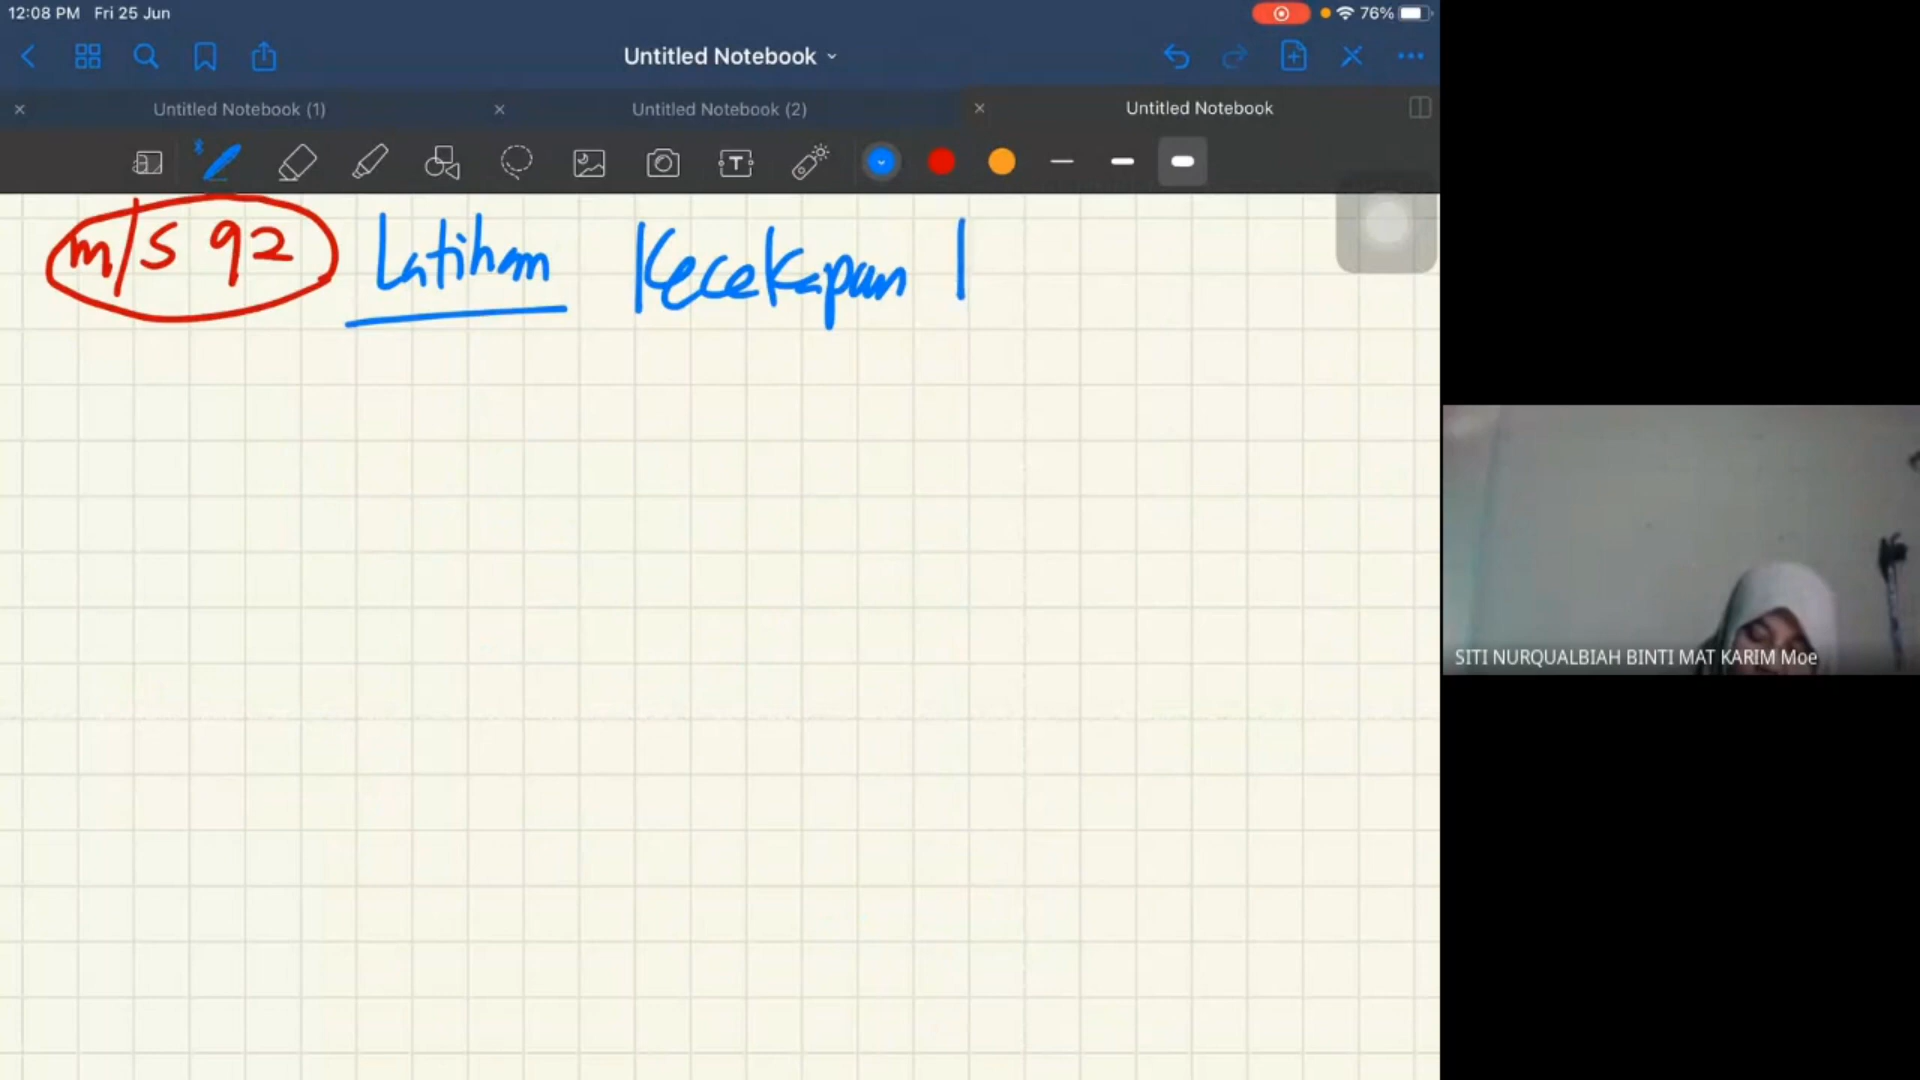 12:08 PM Fri 25 Jun
76%
Untitled Notebook
Untitled Notebook (1)
Untitled Notebook (2)
Untitled Notebook
T
m/s 92 Latihan Kecekapan 1
SITI NURQUALBIAH BINTI MAT KARIM Moe